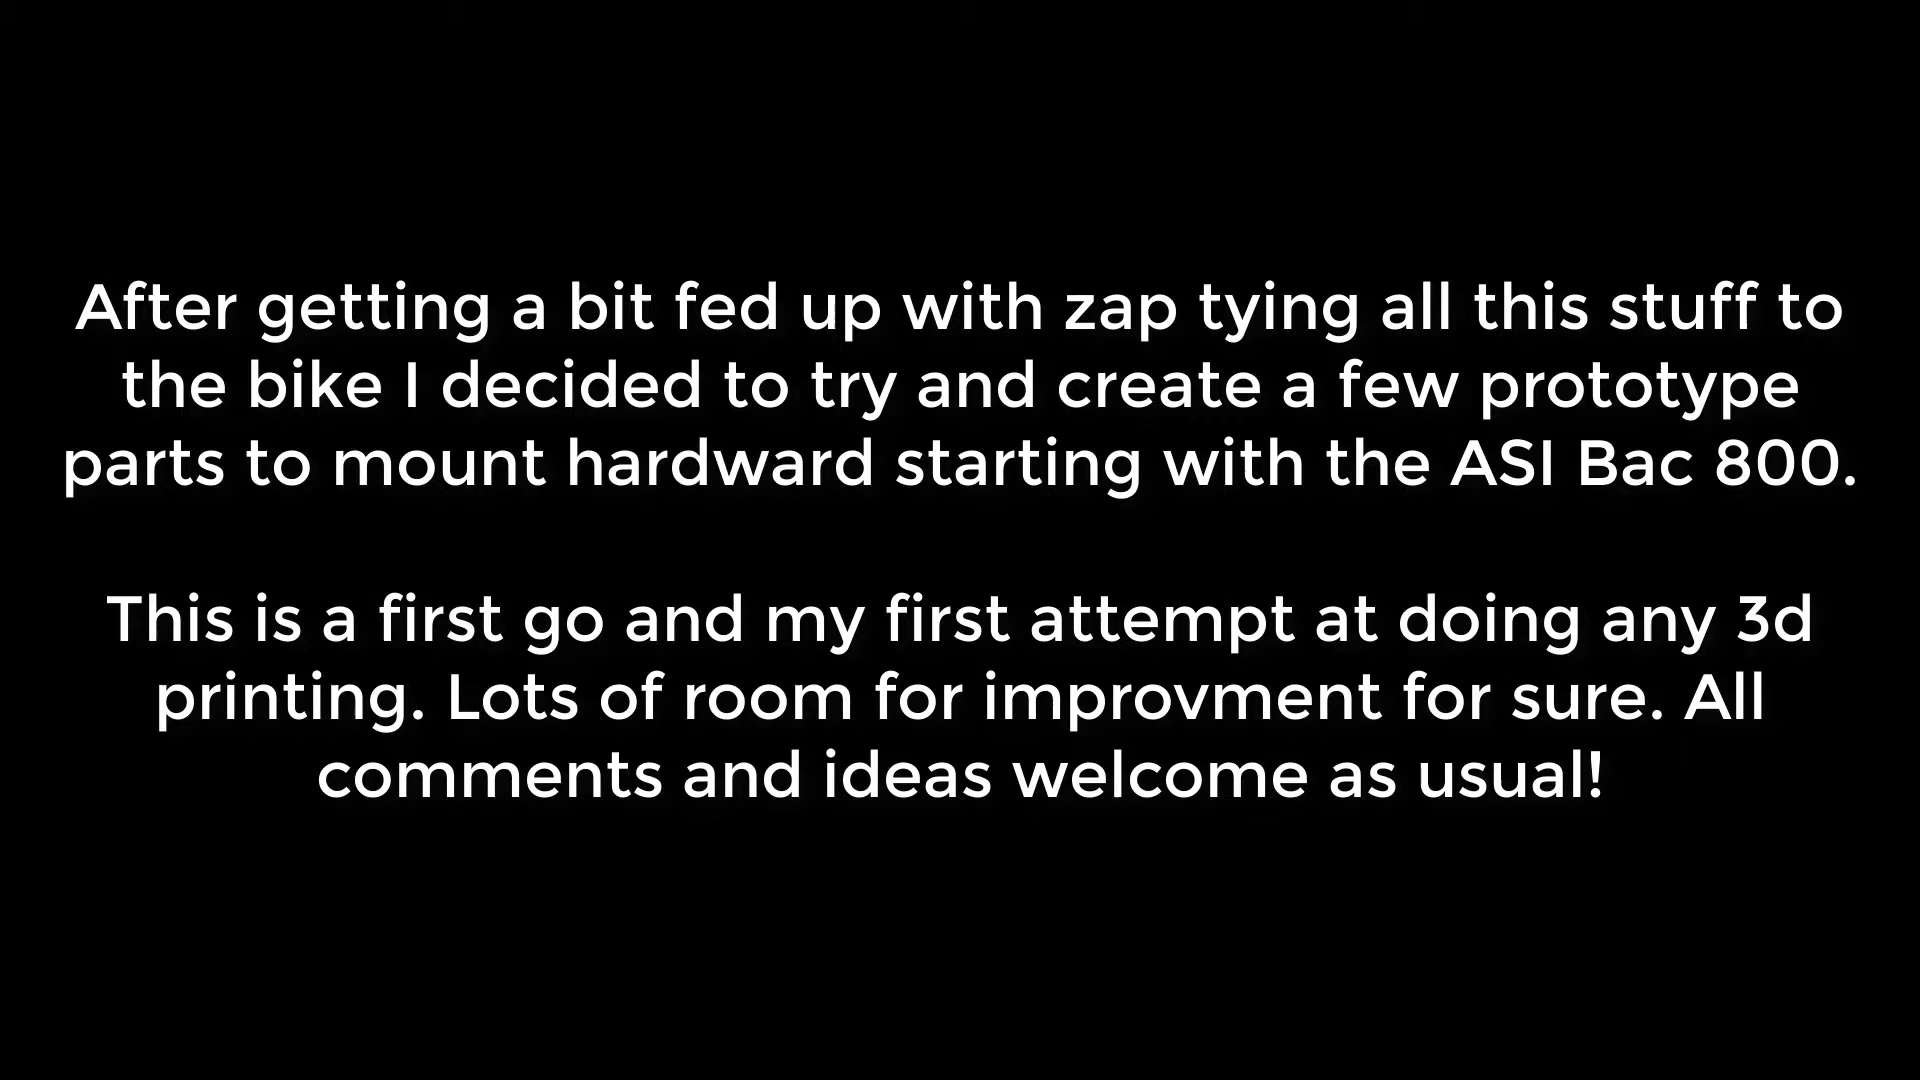 After getting a bit fed up with zap tying all this stuff to
the bike I decided to try and create a few prototype
parts to mount hardward starting with the ASI Bac 800.
This is a first go and my first attempt at doing any 3d
printing. Lots of room for improvment for sure. All
comments and ideas welcome as usual!